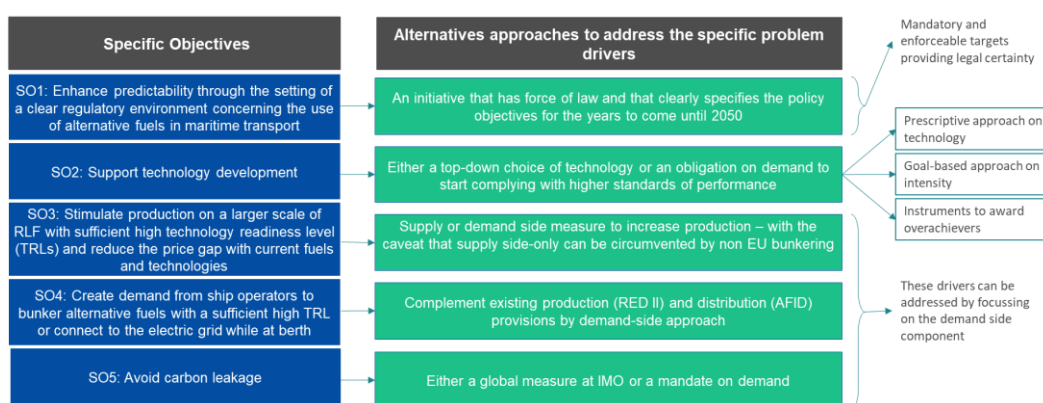 Specific Objectives
Alternatives approaches to address the specific problem
drivers
Mandatory and
enforceable targets
providing legal certainty
SO1: Enhance predictability through the setting of
a clear regulatory environment concerning the use
of alternative fuels in maritime transport
An initiative that has force of law and that clearly specifies the policy
objectives for the years to come until 2050
SO2: Support technology development
Either a top-down choice of technology or an obligation on demand to
start complying with higher standards of performance
Prescriptive approach on
technology
Goal-based approach on
intensity
Instruments to award
overachievers
SO3: Stimulate production on a larger scale of
RLF with sufficient high technology readiness level
(TRLs) and reduce the price gap with current fuels
and technologies
Supply or demand side measure to increase production – with the
caveat that supply side-only can be circumvented by non EU bunkering
SO4: Create demand from ship operators to
bunker alternative fuels with a sufficient high TRL
or connect to the electric grid while at berth
Complement existing production (RED II) and distribution (AFID)
provisions by demand-side approach
These drivers can be
addressed by focussing
on the demand side
component
SO5: Avoid carbon leakage
Either a global measure at IMO or a mandate on demand